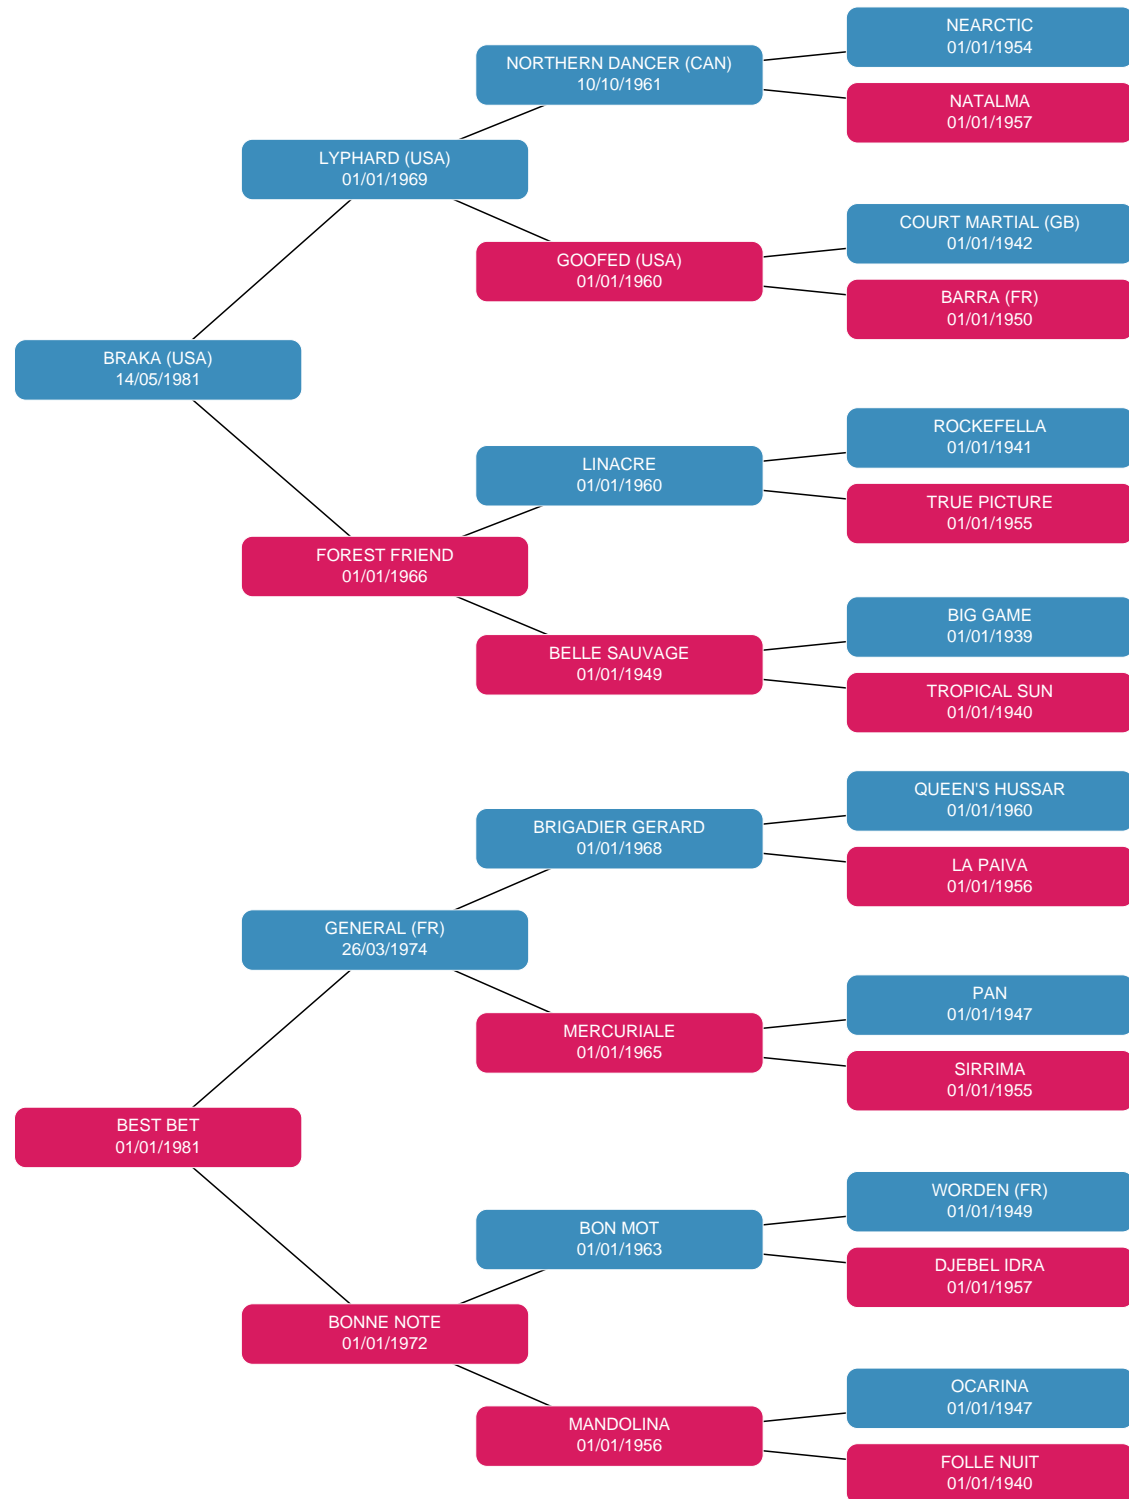 NEARCTIC
01/01/1954
NORTHERN DANCER (CAN)
10/10/1961
NATALMA
01/01/1957
LYPHARD (USA)
01/01/1969
COURT MARTIAL (GB)
01/01/1942
GOOFED (USA)
01/01/1960
BARRA (FR)
01/01/1950
BRAKA (USA)
14/05/1981
ROCKEFELLA
01/01/1941
LINACRE
01/01/1960
TRUE PICTURE
01/01/1955
FOREST FRIEND
01/01/1966
BIG GAME
01/01/1939
BELLE SAUVAGE
01/01/1949
TROPICAL SUN
01/01/1940
QUEEN'S HUSSAR
01/01/1960
BRIGADIER GERARD
01/01/1968
LA PAIVA
01/01/1956
GENERAL (FR)
26/03/1974
PAN
01/01/1947
MERCURIALE
01/01/1965
SIRRIMA
01/01/1955
BEST BET
01/01/1981
WORDEN (FR)
01/01/1949
BON MOT
01/01/1963
DJEBEL IDRA
01/01/1957
BONNE NOTE
01/01/1972
OCARINA
01/01/1947
MANDOLINA
01/01/1956
FOLLE NUIT
01/01/1940